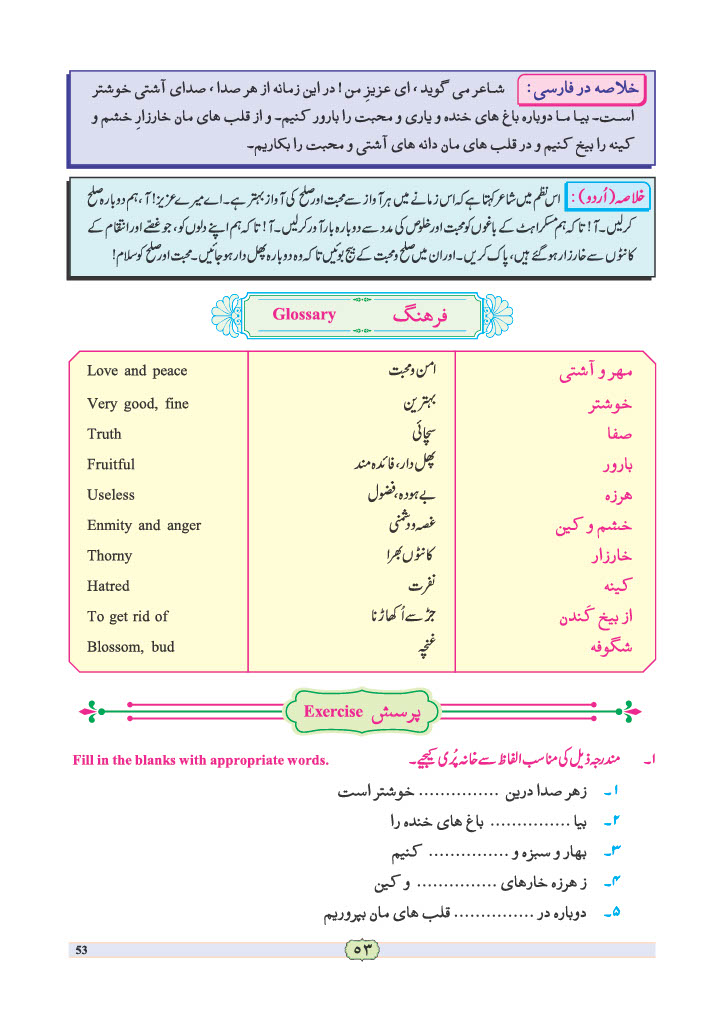 خلاصه در فارسی: شاعر می گوید، ای عزیزِ من! در این زمانه از هر صدا، صدای آشتی خوشتر
است۔ بیا ما دوباره باغ های خنده و یاری و محبت را بارور کنیم۔ و از قلب های مان خارزارِ خشم و
کینه را بیخ کنیم و در قلب های مان دانه های آشتی و محبت را بکاریم۔
خلاصہ (اُردو): اس نظم میں شاعر کہتا ہے کہ اس زمانے میں ہر آواز سے محبت اور صلح کی آواز بہتر ہے۔ اے میرے عزیز! آ، ہم دوبارہ صلح
کرلیں۔ آ! تا کہ ہم مسکراہٹ کے باغوں کو محبت اور خلوص کی مدد سے دوبارہ بارآور کرلیں۔ آ! تا کہ ہم اپنے دلوں کو، جو غصّے اور انتقام کے
کانٹوں سے خارزار ہو گئے ہیں، پاک کریں۔ اور ان میں صلح و محبت کے بیج بوئیں تا کہ وہ دوبارہ پھل دار ہو جائیں۔ محبت اور صلح کو سلام!
Glossary فرهنگ
Love and peace امن و محبت مهر و آشتی
Very good, fine بہترین خوشتر
Truth سچائی صفا
Fruitful پھل دار، فائدہ مند بارور
Useless بے ہودہ، فضول هرزه
Enmity and anger غصہ و دشمنی خشم و کین
Thorny کانٹوں بھرا خارزار
Hatred نفرت کینه
To get rid of جڑ سے اُکھاڑنا از بیخ کَندن
Blossom, bud غنچہ شگوفه
Exercise پرسش
Fill in the blanks with appropriate words. ۱۔ مندرجہ ذیل کی مناسب الفاظ سے خانہ پُری کیجیے۔
۱۔ زهر صدا درین ............... خوشتر است
۲۔ بیا ............... باغ های خنده را
۳۔ بهار و سبزه و ............... کنیم
۴۔ ز هرزه خارهای ............... و کین
۵۔ دوباره در ............... قلب های مان بپروریم
53 ۵۳